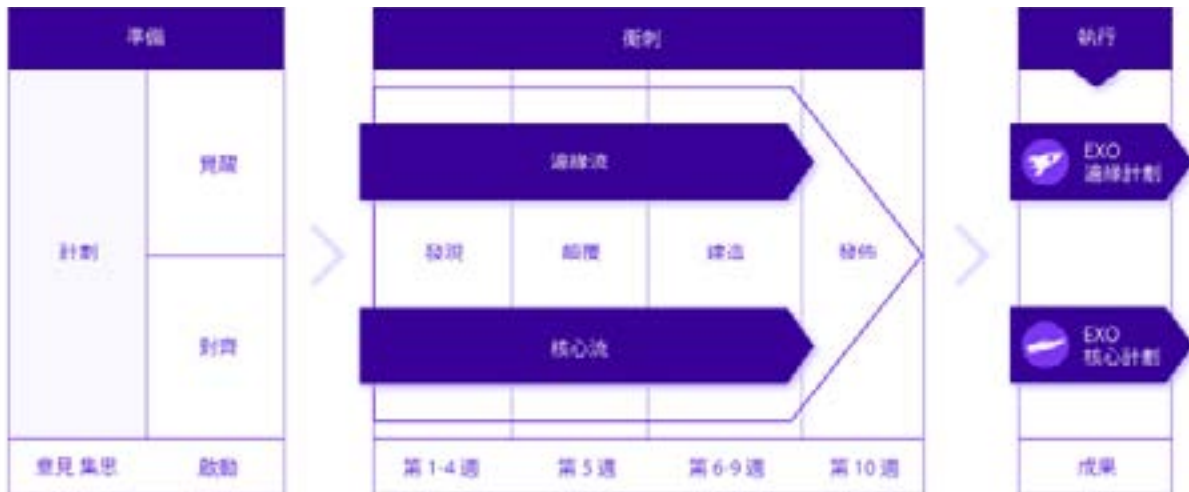 準備
衝刺
執行
邊緣流
EXO
邊緣計劃
覺醒
計劃
發現
顛覆
建造
發佈
對齊
核心流
EXO
核心計劃
意見 集思
啟動
第 1-4 週
第 5 週
第 6-9 週
第 10 週
成果